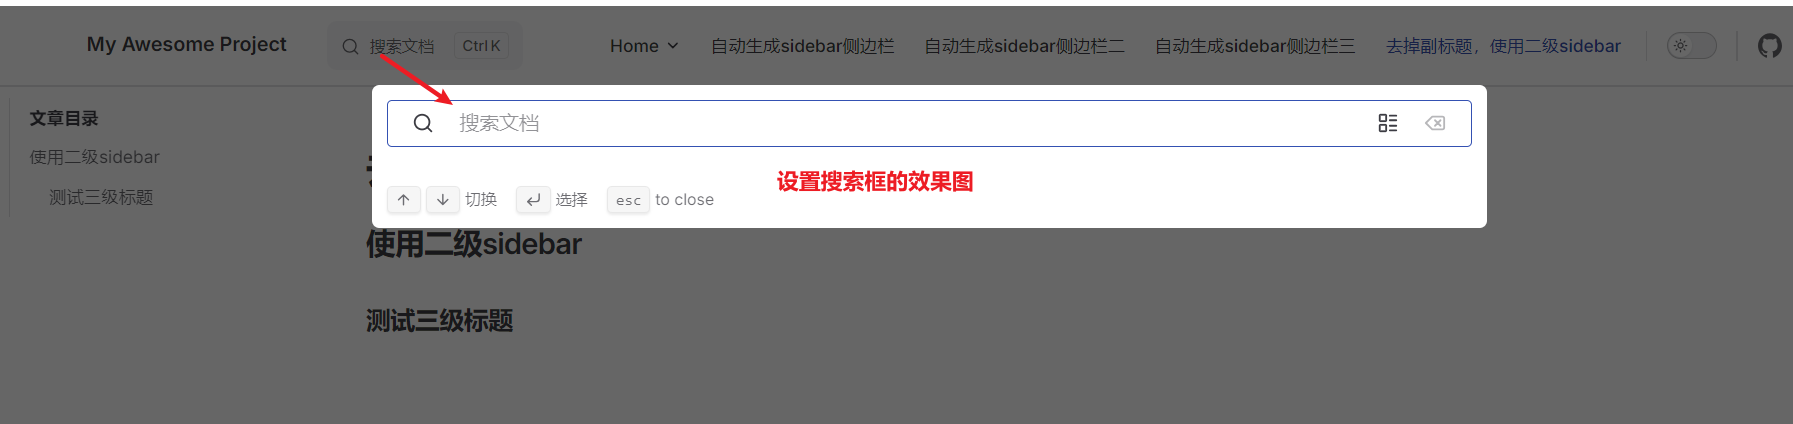 My Awesome Project 搜索文档 Ctrl K Home 自动生成sidebar侧边栏 自动生成sidebar侧边栏二 自动生成sidebar侧边栏三 去掉副标题，使用二级sidebar
搜索文档
文章目录
使用二级sidebar
测试三级标题
设置搜索框的效果图
切换 选择 esc to close
使用二级sidebar
测试三级标题